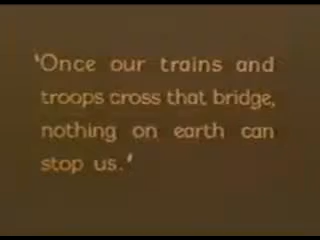 'Once our trains and
troops cross that bridge,
nothing on earth can
stop us.'